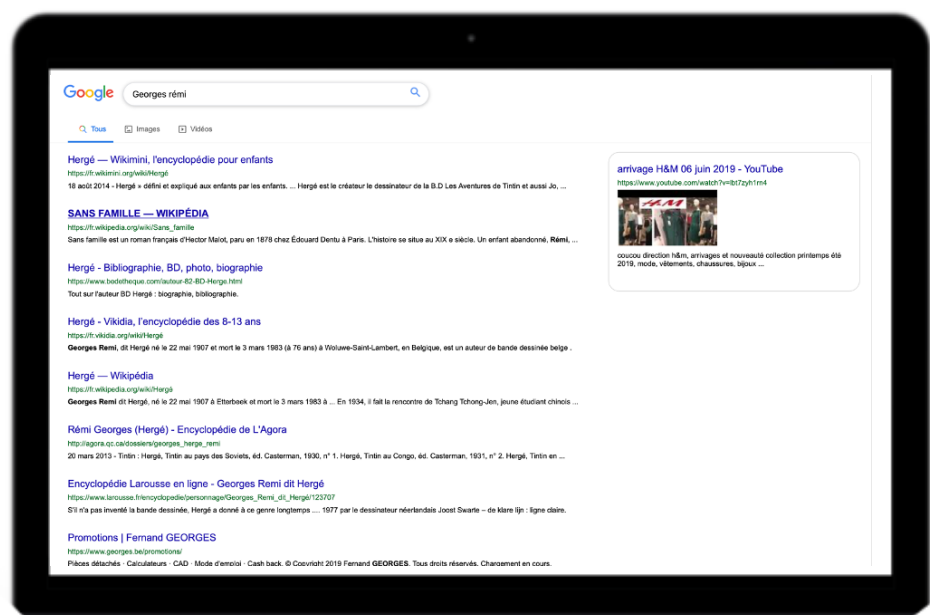 Google
Georges rémi
Tous Images Vidéos
Hergé — Wikimini, l'encyclopédie pour enfants
https://fr.wikimini.org/wiki/Hergé
18 août 2014 - Hergé » défini et expliqué aux enfants par les enfants. ... Hergé est le créateur le dessinateur de la B.D Les Aventures de Tintin et aussi Jo, ...
SANS FAMILLE — WIKIPÉDIA
https://fr.wikipedia.org/wiki/Sans_famille
Sans famille est un roman français d'Hector Malot, paru en 1878 chez Édouard Dentu à Paris. L'histoire se situe au XIX e siècle. Un enfant abandonné, Rémi, ...
Hergé - Bibliographie, BD, photo, biographie
https://www.bedetheque.com/auteur-82-BD-Herge.html
Tout sur l'auteur BD Hergé : biographie, bibliographie.
Hergé - Vikidia, l'encyclopédie des 8-13 ans
https://fr.vikidia.org/wiki/Hergé
Georges Remi, dit Hergé né le 22 mai 1907 et mort le 3 mars 1983 (à 76 ans) à Woluwe-Saint-Lambert, en Belgique, est un auteur de bande dessinée belge .
Hergé — Wikipédia
https://fr.wikipedia.org/wiki/Hergé
Georges Remi dit Hergé, né le 22 mai 1907 à Etterbeek et mort le 3 mars 1983 à ... En 1934, il fait la rencontre de Tchang Tchong-Jen, jeune étudiant chinois ...
Rémi Georges (Hergé) - Encyclopédie de L'Agora
http://agora.qc.ca/dossiers/georges_herge_remi
20 mars 2013 - Tintin : Hergé, Tintin au pays des Soviets, éd. Casterman, 1930, n° 1. Hergé, Tintin au Congo, éd. Casterman, 1931, n° 2. Hergé, Tintin en ...
Encyclopédie Larousse en ligne - Georges Remi dit Hergé
https://www.larousse.fr/encyclopedie/personnage/Georges_Remi_dit_Hergé/123707
S'il n'a pas inventé la bande dessinée, Hergé a donné à ce genre longtemps .... 1977 par le dessinateur néerlandais Joost Swarte – de klare lijn : ligne claire.
Promotions | Fernand GEORGES
https://www.georges.be/promotions/
Pièces détachés · Calculateurs · CAD · Mode d'emploi · Cash back. © Copyright 2019 Fernand GEORGES. Tous droits réservés. Chargement en cours.
arrivage H&M 06 juin 2019 - YouTube
https://www.youtube.com/watch?v=lbt7zyh1rn4
H&M
coucou direction h&m, arrivages et nouveauté collection printemps été
2019, mode, vêtements, chaussures, bijoux ...